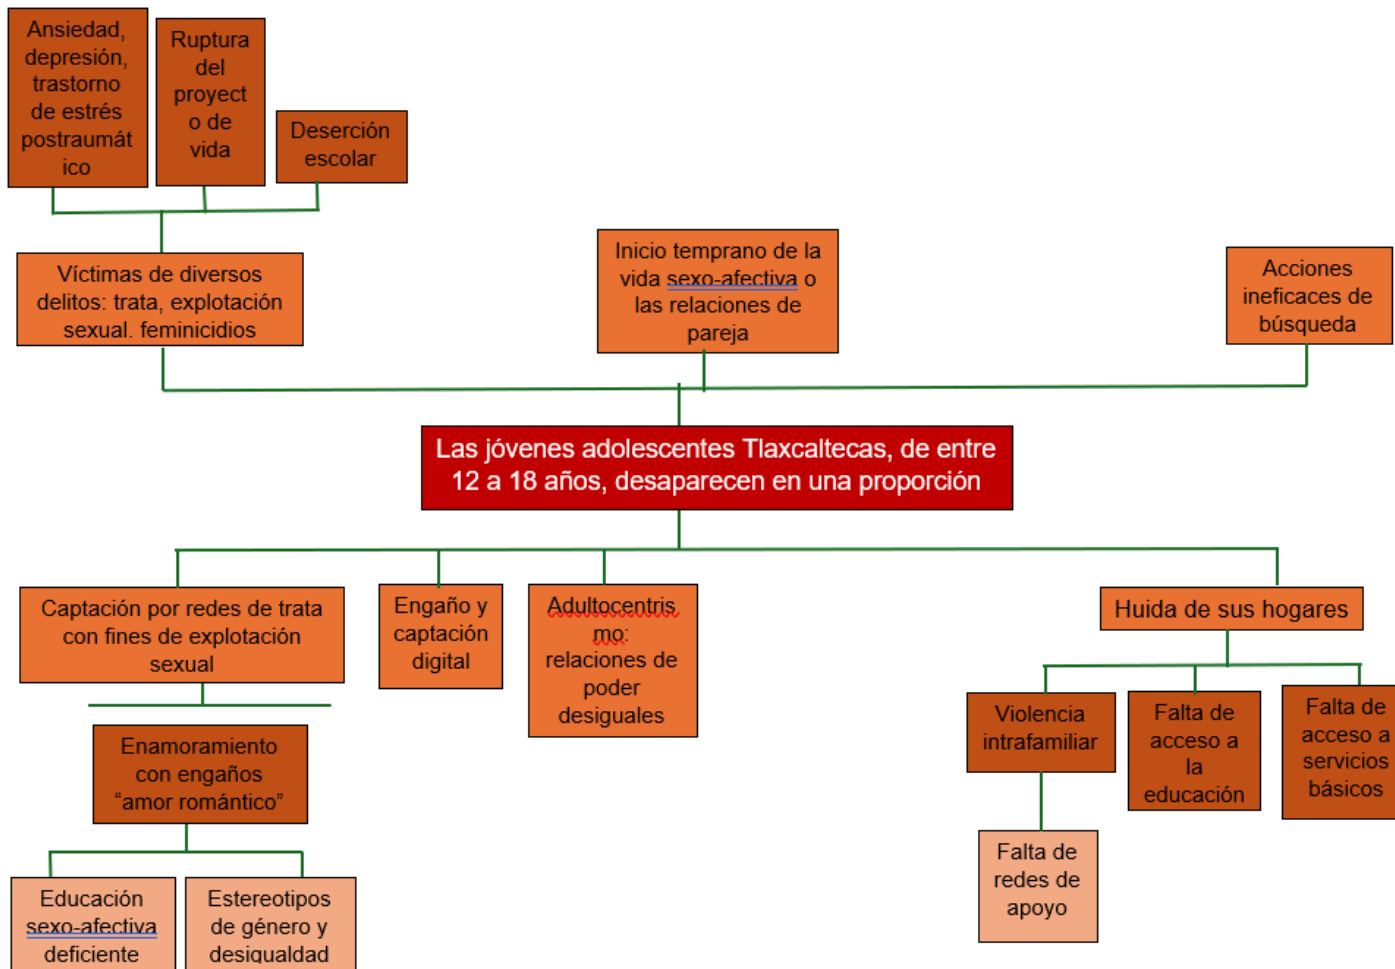 Ansiedad,
depresión,
trastorno
de estrés
postraumát
ico
Ruptura
del
proyect
o de
vida
Deserción
escolar
Víctimas de diversos
delitos: trata, explotación
sexual. feminicidios
Inicio temprano de la
vida sexo-afectiva o
las relaciones de
pareja
Acciones
ineficaces de
búsqueda
Las jóvenes adolescentes Tlaxcaltecas, de entre
12 a 18 años, desaparecen en una proporción
Captación por redes de trata
con fines de explotación
sexual
Engaño y
captación
digital
Adultocentris
mo:
relaciones de
poder
desiguales
Huida de sus hogares
Enamoramiento
con engaños
“amor romántico”
Violencia
intrafamiliar
Falta de
acceso a
la
educación
Falta de
acceso a
servicios
básicos
Educación
sexo-afectiva
deficiente
Estereotipos
de género y
desigualdad
Falta de
redes de
apoyo